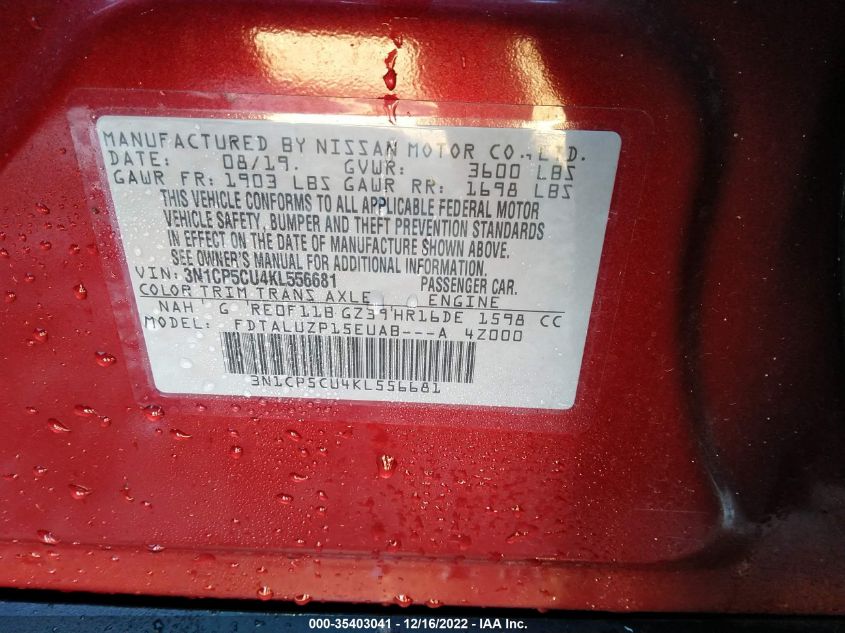 MANUFACTURED BY NISSAN MOTOR CO., LTD.
DATE: 08/19. GVWR: 3600 LBS
GAWR FR: 1903 LBS GAWR RR: 1698 LBS
THIS VEHICLE CONFORMS TO ALL APPLICABLE FEDERAL MOTOR
VEHICLE SAFETY, BUMPER AND THEFT PREVENTION STANDARDS
IN EFFECT ON THE DATE OF MANUFACTURE SHOWN ABOVE.
SEE OWNER'S MANUAL FOR ADDITIONAL INFORMATION.
VIN: 3N1CP5CU4KL556681 PASSENGER CAR.
COLOR TRIM TRANS AXLE ENGINE
NAH G RE0F11B GZ39 HR16DE 1598 CC
MODEL: FDTALUZP15EUAB---A 4Z000
3N1CP5CU4KL556681
000-35403041 - 12/16/2022 - IAA Inc.